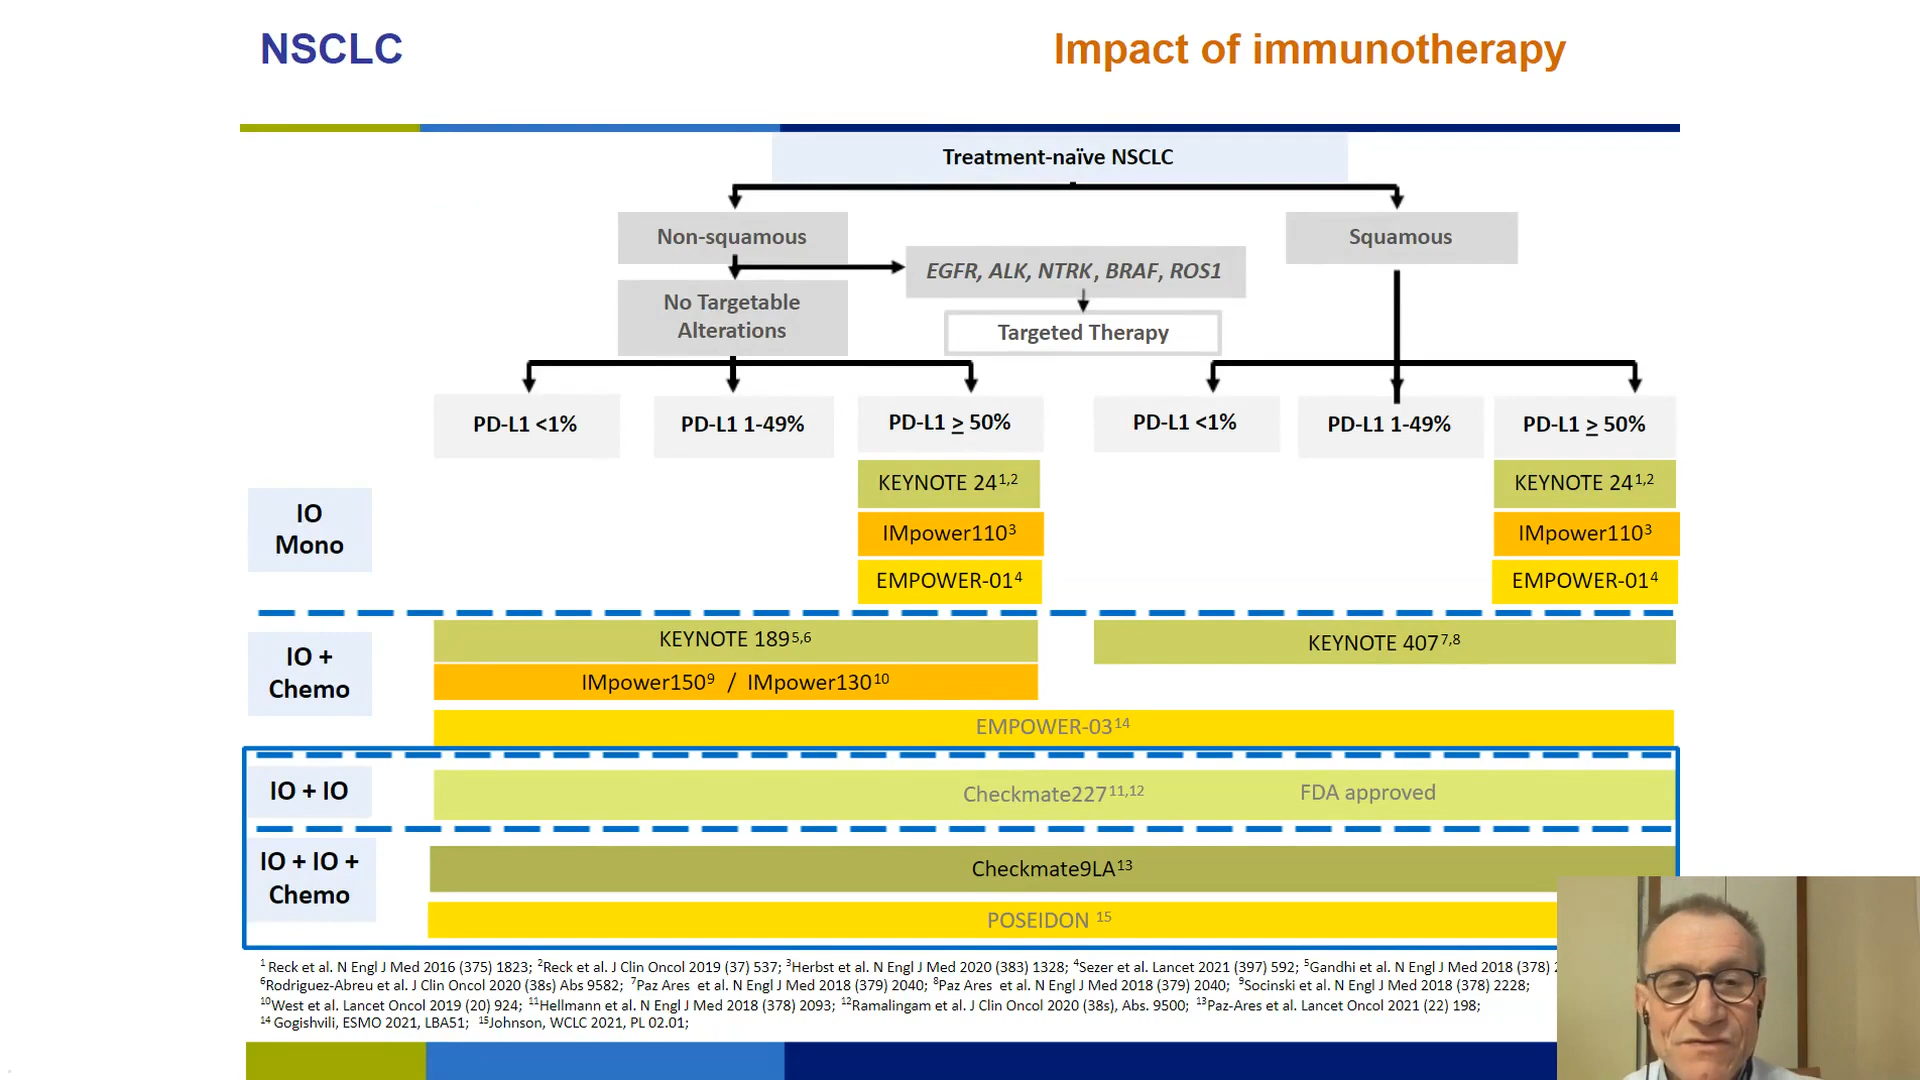 NSCLC
Impact of immunotherapy
Treatment-naïve NSCLC
Non-squamous
Squamous
EGFR, ALK, NTRK, BRAF, ROS1
No Targetable
Alterations
Targeted Therapy
PD-L1 <1%
PD-L1 1-49%
PD-L1 ≥ 50%
PD-L1 <1%
PD-L1 1-49%
PD-L1 ≥ 50%
IO
Mono
KEYNOTE 24¹,²
KEYNOTE 24¹,²
IMpower110³
IMpower110³
EMPOWER-01⁴
EMPOWER-01⁴
IO +
Chemo
KEYNOTE 189⁵,⁶
KEYNOTE 407⁷,⁸
IMpower150⁹ / IMpower130¹⁰
EMPOWER-03¹⁴
IO + IO
Checkmate227¹¹,¹²
FDA approved
IO + IO +
Chemo
Checkmate9LA¹³
POSEIDON ¹⁵
¹ Reck et al. N Engl J Med 2016 (375) 1823; ²Reck et al. J Clin Oncol 2019 (37) 537; ³Herbst et al. N Engl J Med 2020 (383) 1328; ⁴Sezer et al. Lancet 2021 (397) 592; ⁵Gandhi et al. N Engl J Med 2018 (378)
⁶Rodriguez-Abreu et al. J Clin Oncol 2020 (38s) Abs 9582; ⁷Paz Ares et al. N Engl J Med 2018 (379) 2040; ⁸Paz Ares et al. N Engl J Med 2018 (379) 2040; ⁹Socinski et al. N Engl J Med 2018 (378) 2228;
¹⁰West et al. Lancet Oncol 2019 (20) 924; ¹¹Hellmann et al. N Engl J Med 2018 (378) 2093; ¹²Ramalingam et al. J Clin Oncol 2020 (38s), Abs. 9500; ¹³Paz-Ares et al. Lancet Oncol 2021 (22) 198;
¹⁴ Gogishvili, ESMO 2021, LBA51; ¹⁵Johnson, WCLC 2021, PL 02.01;